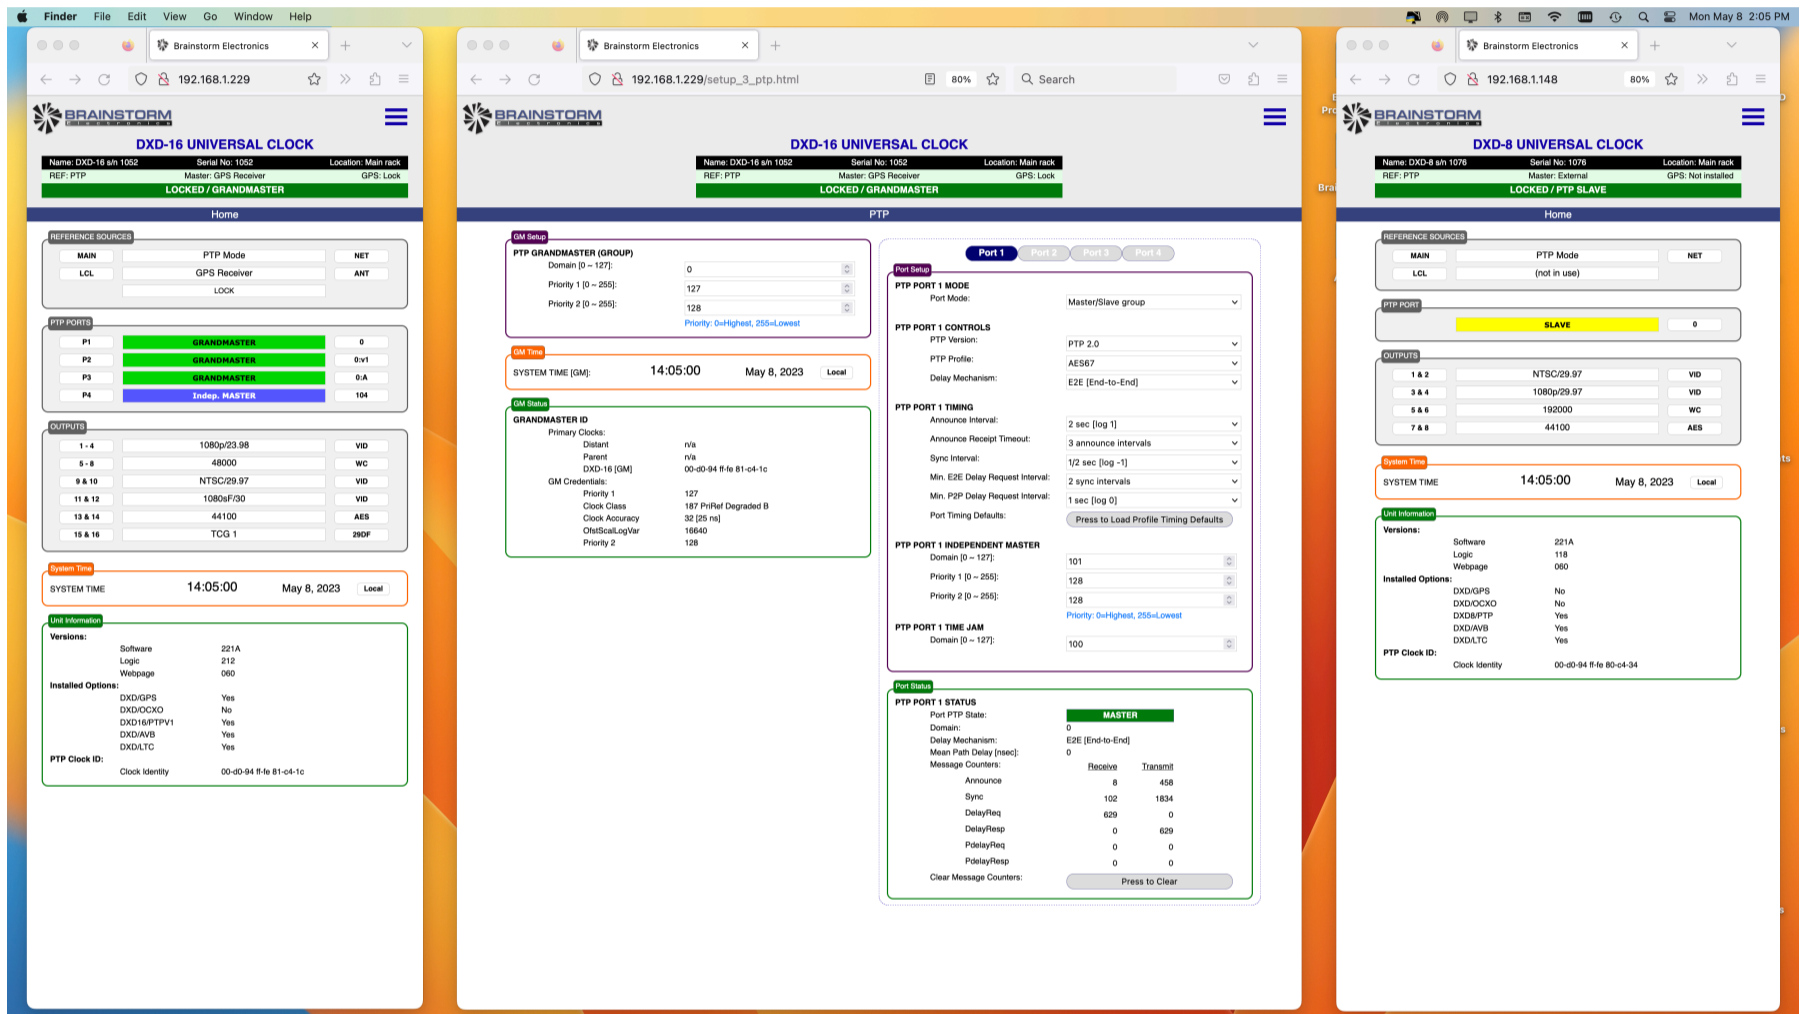 Finder File Edit View Go Window Help Mon May 8 2:05 PM
Brainstorm Electronics
192.168.1.229
BRAINSTORM
Electronics
DXD-16 UNIVERSAL CLOCK
Name: DXD-16 s/n 1052 Serial No: 1052 Location: Main rack
REF: PTP Master: GPS Receiver GPS: Lock
LOCKED / GRANDMASTER
Home
REFERENCE SOURCES
MAIN PTP Mode NET
LCL GPS Receiver ANT
LOCK
PTP PORTS
P1 GRANDMASTER 0
P2 GRANDMASTER 0:v1
P3 GRANDMASTER 0:A
P4 Indep. MASTER 104
OUTPUTS
1 - 4 1080p/23.98 VID
5 - 8 48000 WC
9 & 10 NTSC/29.97 VID
11 & 12 1080sF/30 VID
13 & 14 44100 AES
15 & 16 TCG 1 29DF
System Time
SYSTEM TIME 14:05:00 May 8, 2023 Local
Unit Information
Versions:
Software 221A
Logic 212
Webpage 060
Installed Options:
DXD/GPS Yes
DXD/OCXO No
DXD16/PTPV1 Yes
DXD/AVB Yes
DXD/LTC Yes
PTP Clock ID:
Clock Identity 00-d0-94 ff-fe 81-c4-1c
Brainstorm Electronics
192.168.1.229/setup_3_ptp.html 80% Search
BRAINSTORM
Electronics
DXD-16 UNIVERSAL CLOCK
Name: DXD-16 s/n 1052 Serial No: 1052 Location: Main rack
REF: PTP Master: GPS Receiver GPS: Lock
LOCKED / GRANDMASTER
PTP
GM Setup
PTP GRANDMASTER (GROUP)
Domain [0 ~ 127]: 0
Priority 1 [0 ~ 255]: 127
Priority 2 [0 ~ 255]: 128
Priority: 0=Highest, 255=Lowest
GM Time
SYSTEM TIME [GM]: 14:05:00 May 8, 2023 Local
GM Status
GRANDMASTER ID
Primary Clocks:
Distant n/a
Parent n/a
DXD-16 [GM] 00-d0-94 ff-fe 81-c4-1c
GM Credentials:
Priority 1 127
Clock Class 187 PriRef Degraded B
Clock Accuracy 32 [25 ns]
OfstScalLogVar 16640
Priority 2 128
Port 1 Port 2 Port 3 Port 4
Port Setup
PTP PORT 1 MODE
Port Mode: Master/Slave group
PTP PORT 1 CONTROLS
PTP Version: PTP 2.0
PTP Profile: AES67
Delay Mechanism: E2E [End-to-End]
PTP PORT 1 TIMING
Announce Interval: 2 sec [log 1]
Announce Receipt Timeout: 3 announce intervals
Sync Interval: 1/2 sec [log -1]
Min. E2E Delay Request Interval: 2 sync intervals
Min. P2P Delay Request Interval: 1 sec [log 0]
Port Timing Defaults: Press to Load Profile Timing Defaults
PTP PORT 1 INDEPENDENT MASTER
Domain [0 ~ 127]: 101
Priority 1 [0 ~ 255]: 128
Priority 2 [0 ~ 255]: 128
Priority: 0=Highest, 255=Lowest
PTP PORT 1 TIME JAM
Domain [0 ~ 127]: 100
Port Status
PTP PORT 1 STATUS
Port PTP State: MASTER
Domain: 0
Delay Mechanism: E2E [End-to-End]
Mean Path Delay [nsec]: 0
Message Counters: Receive Transmit
Announce 8 458
Sync 102 1834
DelayReq 629 0
DelayResp 0 629
PdelayReq 0 0
PdelayResp 0 0
Clear Message Counters: Press to Clear
Brainstorm Electronics
192.168.1.148 80%
BRAINSTORM
Electronics
DXD-8 UNIVERSAL CLOCK
Name: DXD-8 s/n 1076 Serial No: 1076 Location: Main rack
REF: PTP Master: External GPS: Not installed
LOCKED / PTP SLAVE
Home
REFERENCE SOURCES
MAIN PTP Mode NET
LCL (not in use)
PTP PORT
SLAVE 0
OUTPUTS
1 & 2 NTSC/29.97 VID
3 & 4 1080p/29.97 VID
5 & 6 192000 WC
7 & 8 44100 AES
System Time
SYSTEM TIME 14:05:00 May 8, 2023 Local
Unit Information
Versions:
Software 221A
Logic 118
Webpage 060
Installed Options:
DXD/GPS No
DXD/OCXO No
DXD8/PTP Yes
DXD/AVB Yes
DXD/LTC Yes
PTP Clock ID:
Clock Identity 00-d0-94 ff-fe 80-c4-34